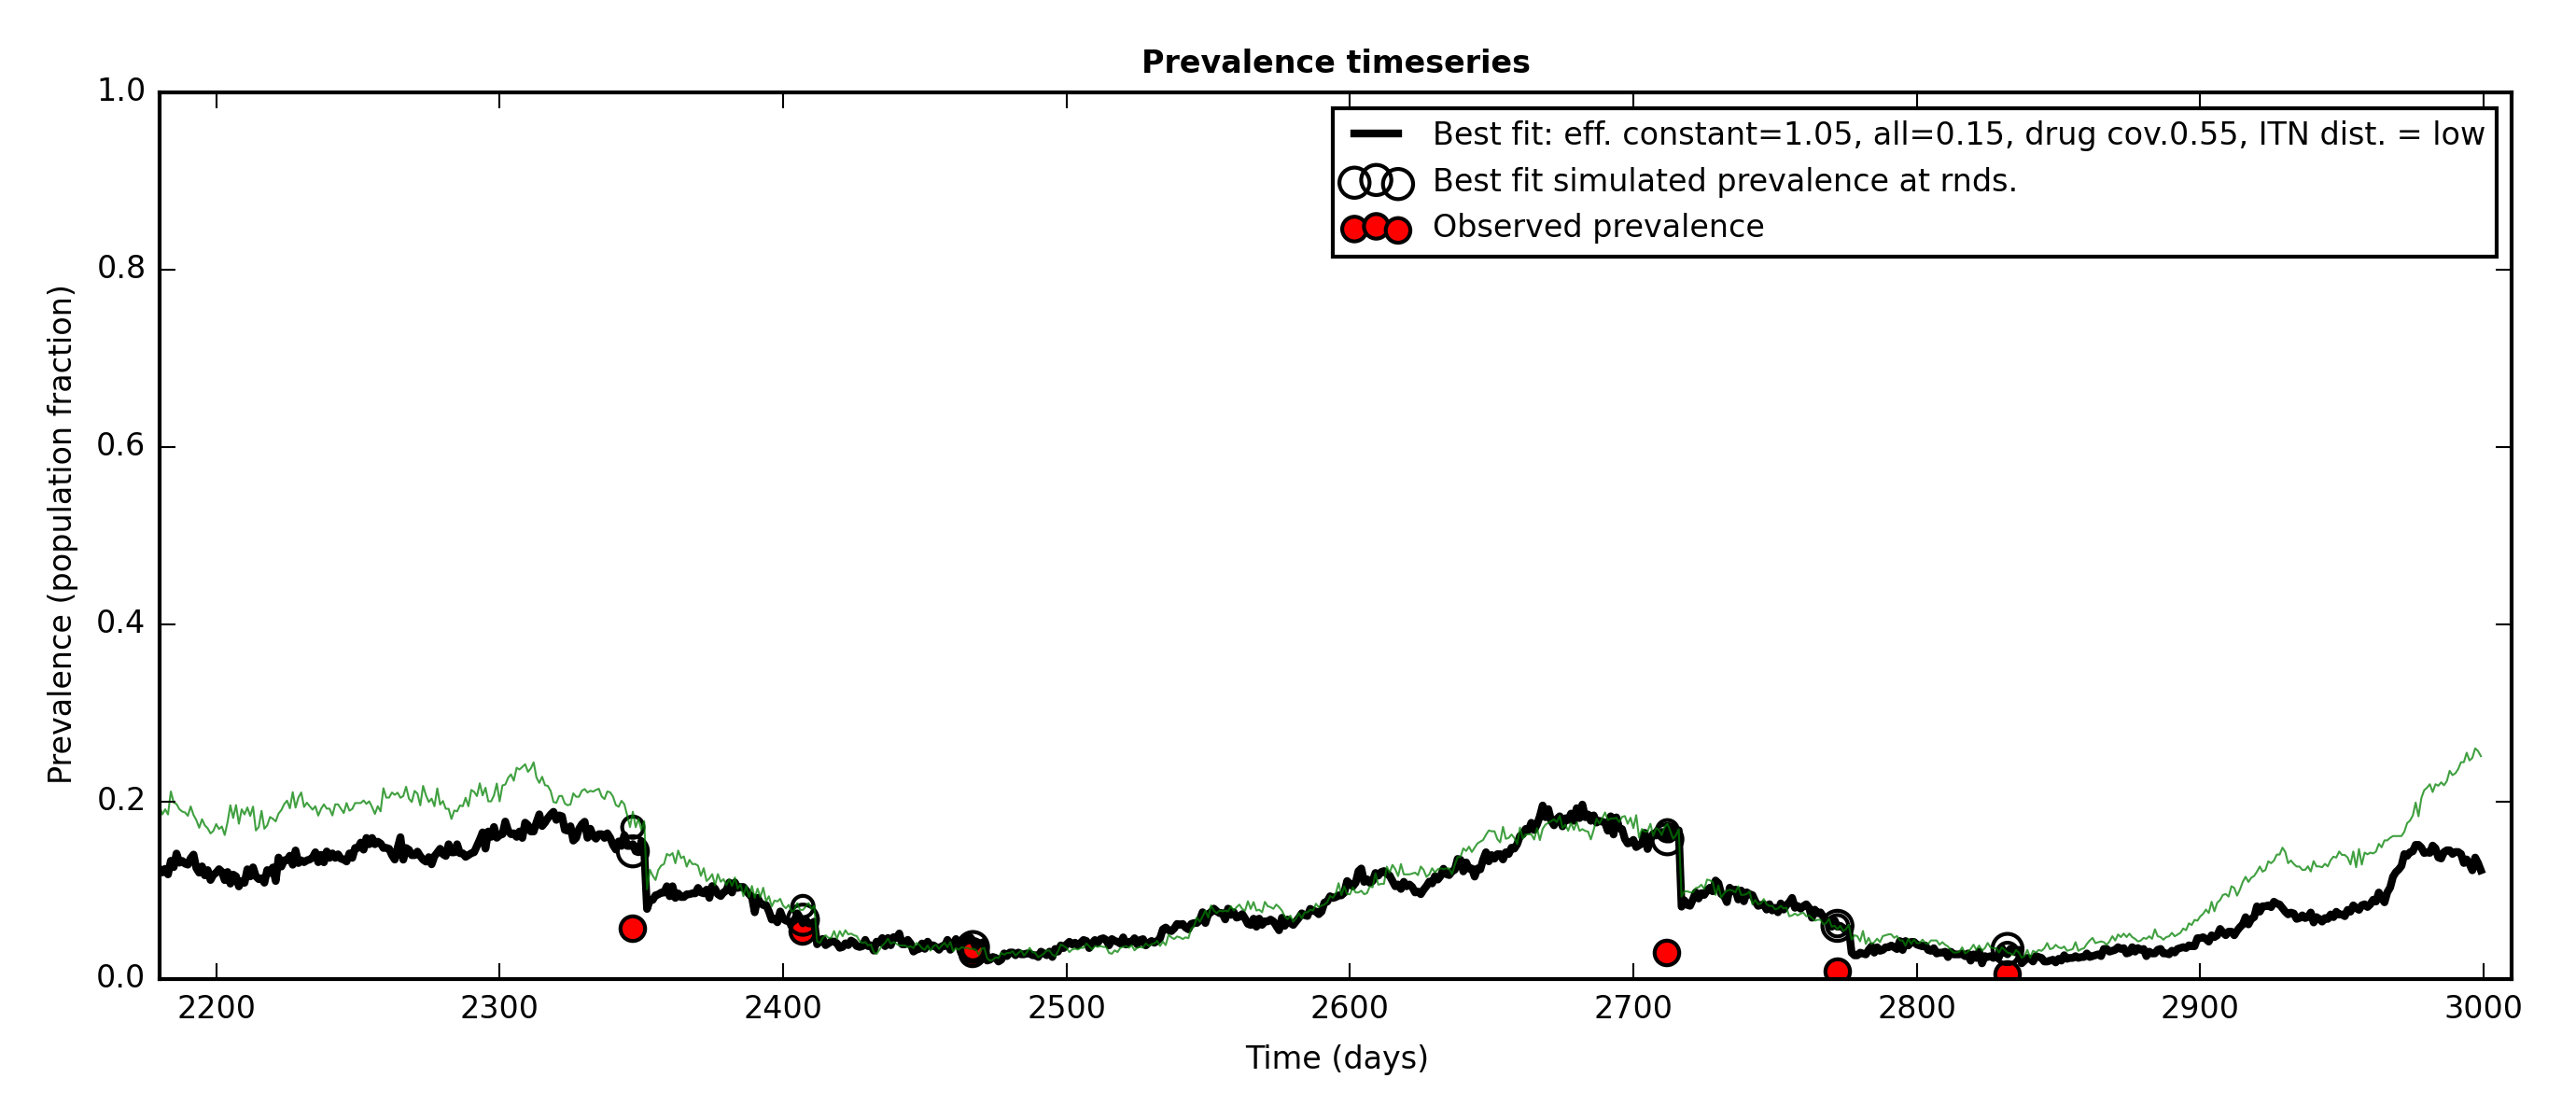 Prevalence timeseries
1.0
0.8
0.6
0.4
0.2
0.0
Prevalence (population fraction)
Best fit: eff. constant=1.05, all=0.15, drug cov.0.55, ITN dist. = low
Best fit simulated prevalence at rnds.
Observed prevalence
2200 2300 2400 2500 2600 2700 2800 2900 3000
Time (days)